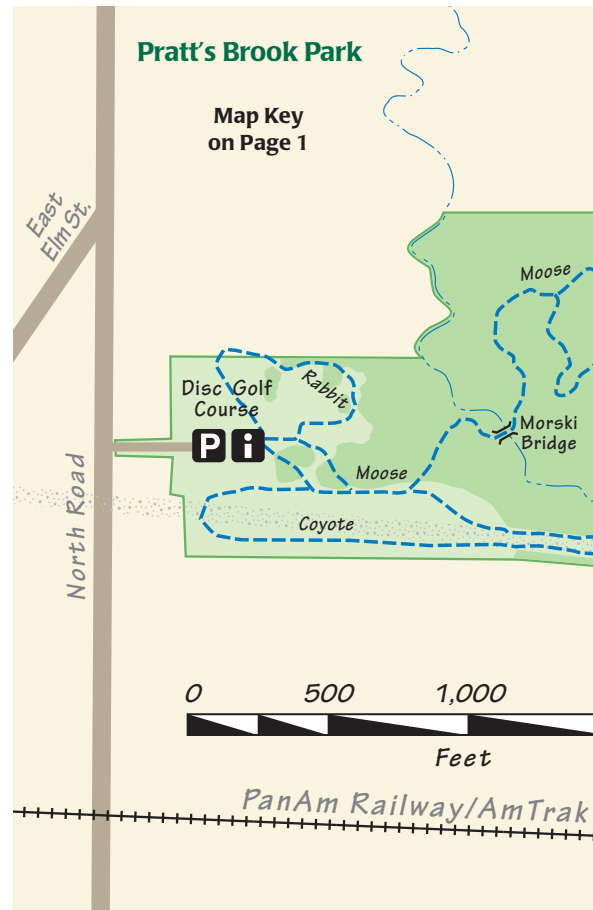 Pratt's Brook Park
Map Key
on Page 1
East
Elm St.
Moose
Disc Golf
Course
Rabbit
P i
Morski
Bridge
Moose
Coyote
North Road
0 500 1,000
Feet
PanAm Railway/AmTrak